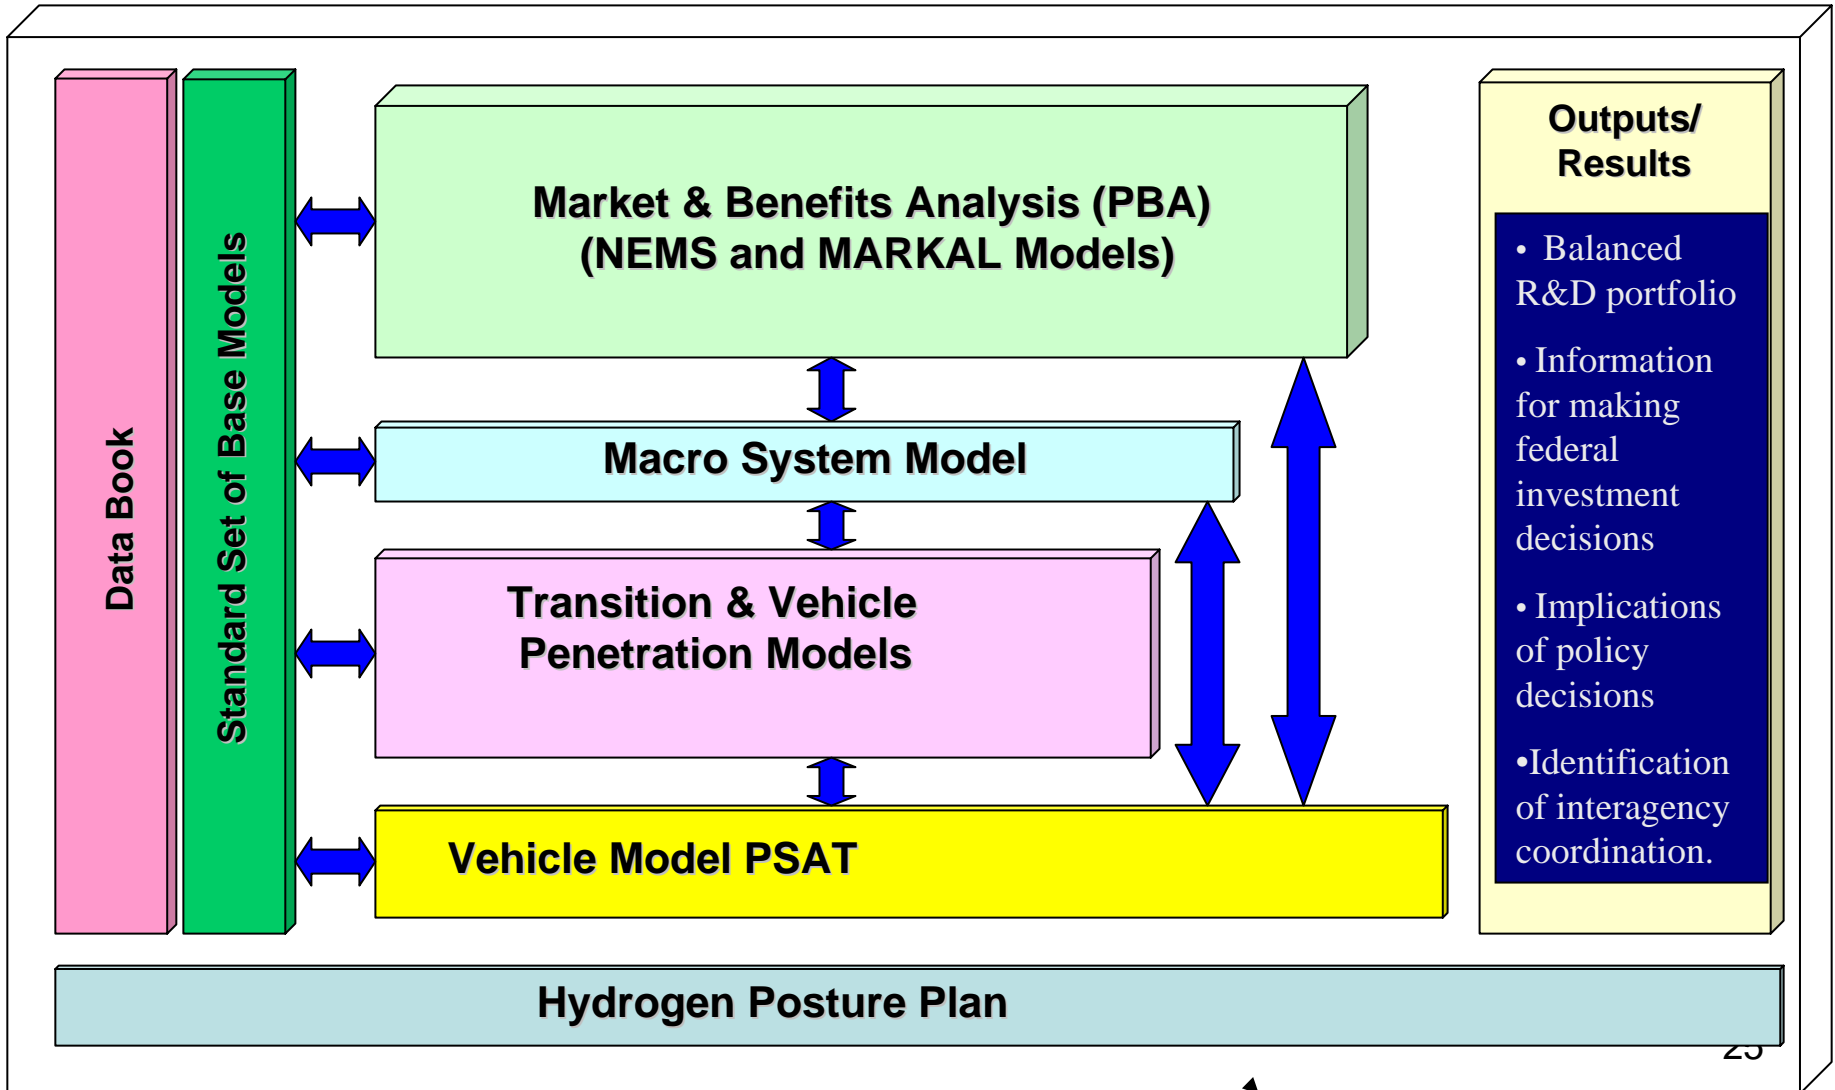 Data Book
Standard Set of Base Models
Market & Benefits Analysis (PBA)
(NEMS and MARKAL Models)
Macro System Model
Transition & Vehicle
Penetration Models
Vehicle Model PSAT
Outputs/
Results
• Balanced
R&D portfolio
• Information
for making
federal
investment
decisions
• Implications
of policy
decisions
•Identification
of interagency
coordination.
Hydrogen Posture Plan
25